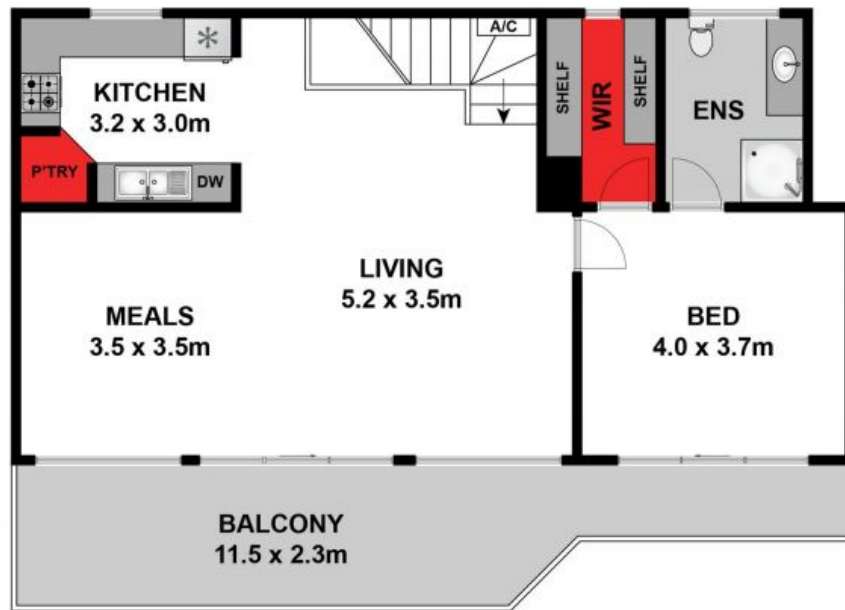 A/C
SHELF
WIR
SHELF
KITCHEN
3.2 x 3.0m
ENS
P'TRY
DW
LIVING
5.2 x 3.5m
MEALS
3.5 x 3.5m
BED
4.0 x 3.7m
BALCONY
11.5 x 2.3m